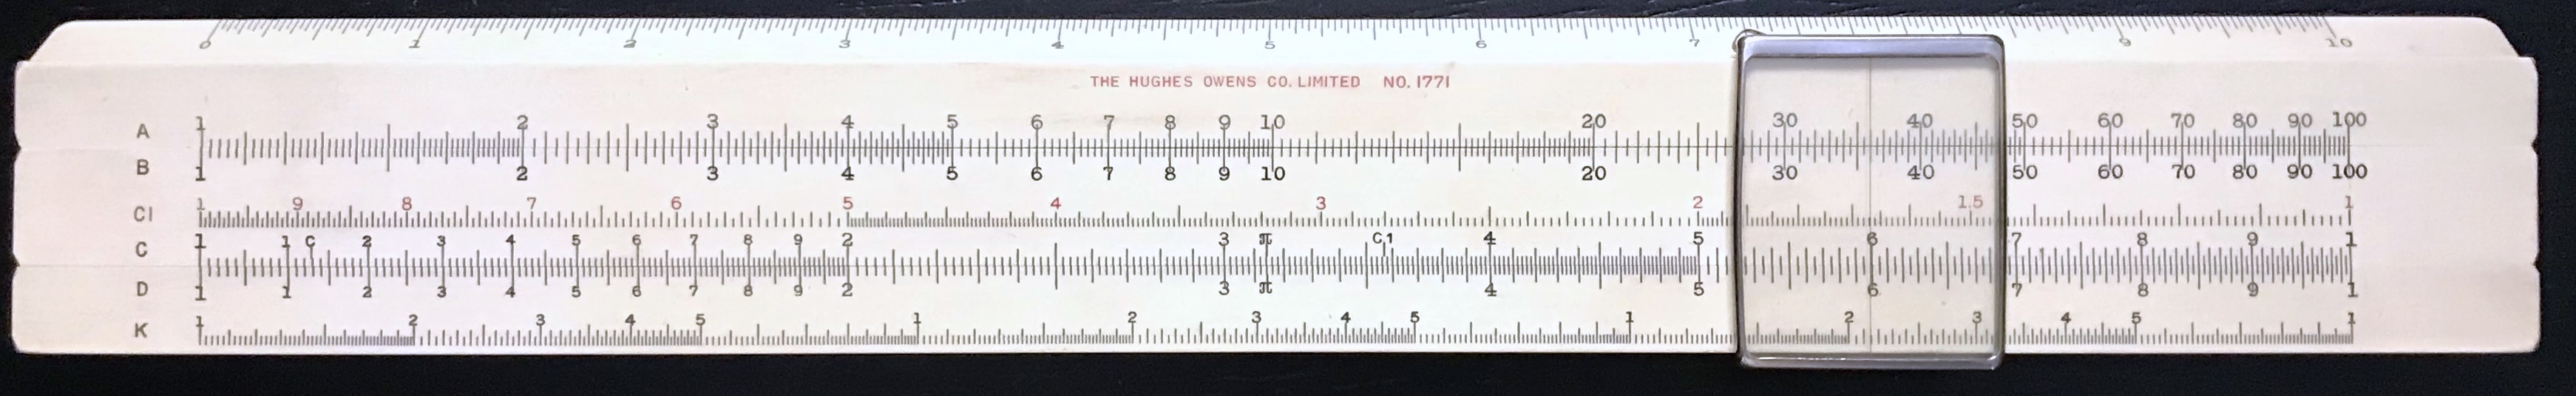 0 1 2 3 4 5 6 7 9 10
THE HUGHES OWENS CO. LIMITED NO. 1771
A 1 2 3 4 5 6 7 8 9 10 20 30 40 50 60 70 80 90 100
B 1 2 3 4 5 6 7 8 9 10 20 30 40 50 60 70 80 90 100
CI 1 9 8 7 6 5 4 3 2 1.5 1
C 1 1 C 2 3 4 5 6 7 8 9 2 3 π C,1 4 5 6 7 8 9 1
D 1 1 2 3 4 5 6 7 8 9 2 3 π 4 5 6 7 8 9 1
K 1 2 3 4 5 1 2 3 4 5 1 2 3 4 5 1